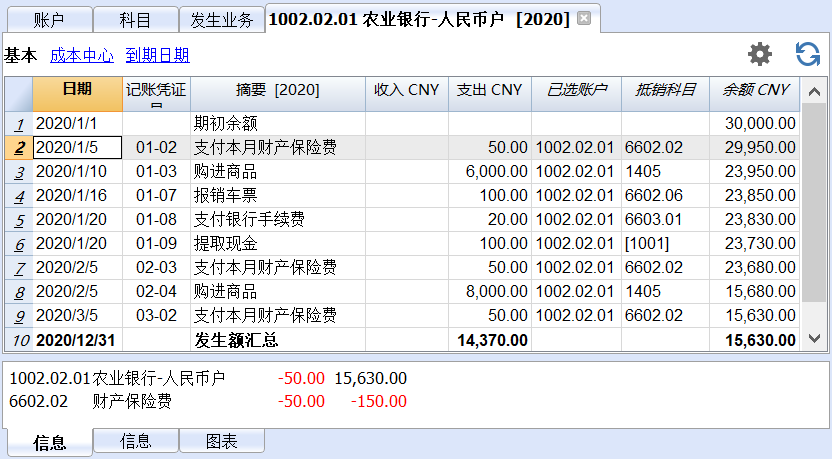 账户 科目 发生业务 1002.02.01 农业银行-人民币户 [2020]
基本 成本中心 到期日期
日期 记账凭证 摘要 [2020] 收入 CNY 支出 CNY 已选账户 抵销科目 余额 CNY
1 2020/1/1 期初余额 30,000.00
2 2020/1/5 01-02 支付本月财产保险费 50.00 1002.02.01 6602.02 29,950.00
3 2020/1/10 01-03 购进商品 6,000.00 1002.02.01 1405 23,950.00
4 2020/1/16 01-07 报销车票 100.00 1002.02.01 6602.06 23,850.00
5 2020/1/20 01-08 支付银行手续费 20.00 1002.02.01 6603.01 23,830.00
6 2020/1/20 01-09 提取现金 100.00 1002.02.01 [1001] 23,730.00
7 2020/2/5 02-03 支付本月财产保险费 50.00 1002.02.01 6602.02 23,680.00
8 2020/2/5 02-04 购进商品 8,000.00 1002.02.01 1405 15,680.00
9 2020/3/5 03-02 支付本月财产保险费 50.00 1002.02.01 6602.02 15,630.00
10 2020/12/31 发生额汇总 14,370.00 15,630.00
1002.02.01 农业银行-人民币户 -50.00 15,630.00
6602.02 财产保险费 -50.00 -150.00
信息 信息 图表